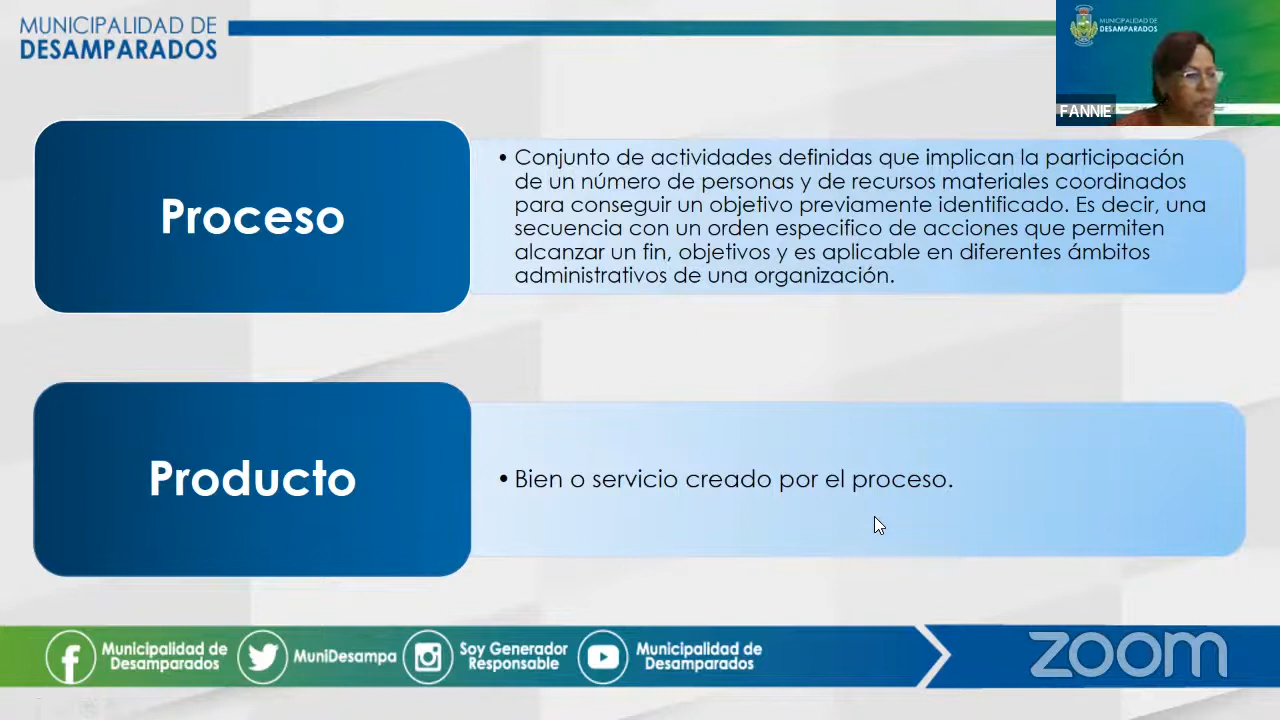 MUNICIPALIDAD DE
DESAMPARADOS
MUNICIPALIDAD DE
DESAMPARADOS
FANNIE
Proceso
• Conjunto de actividades definidas que implican la participación
de un número de personas y de recursos materiales coordinados
para conseguir un objetivo previamente identificado. Es decir, una
secuencia con un orden especifico de acciones que permiten
alcanzar un fin, objetivos y es aplicable en diferentes ámbitos
administrativos de una organización.
Producto
• Bien o servicio creado por el proceso.
Municipalidad de
Desamparados
MuniDesampa
Soy Generador
Responsable
Municipalidad de
Desamparados
zoom